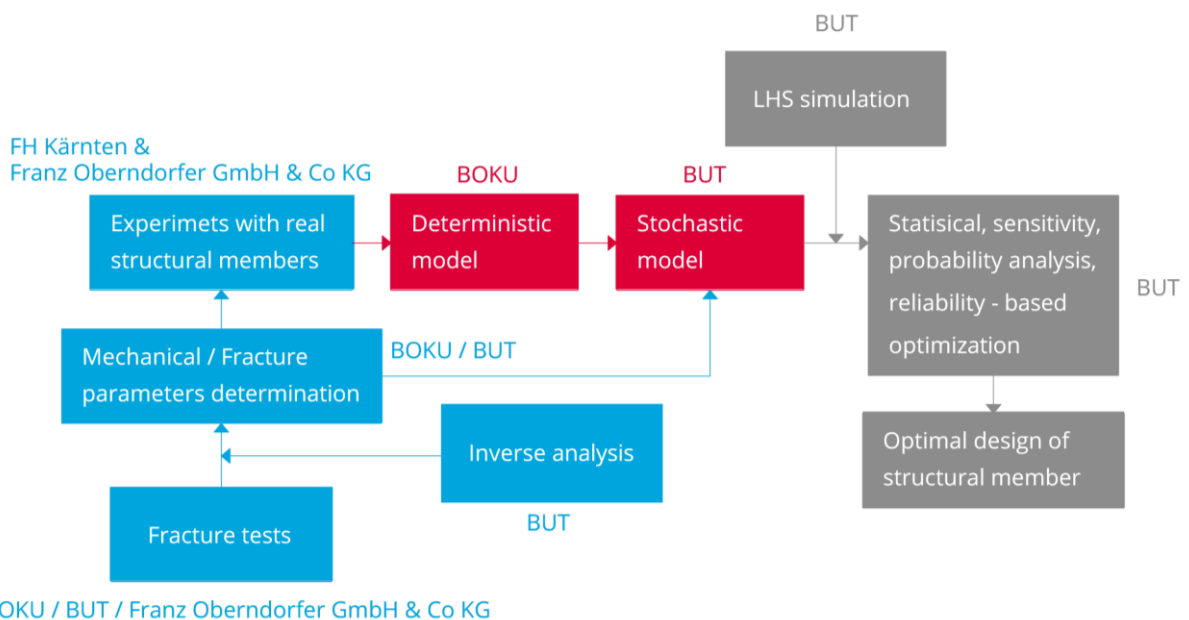 BUT
LHS simulation
FH Kärnten &
Franz Oberndorfer GmbH & Co KG
BOKU
BUT
Experimets with real
structural members
Deterministic
model
Stochastic
model
Statisical, sensitivity,
probability analysis,
reliability - based
optimization
BUT
Mechanical / Fracture
parameters determination
BOKU / BUT
Inverse analysis
BUT
Optimal design of
structural member
Fracture tests
OKU / BUT / Franz Oberndorfer GmbH & Co KG